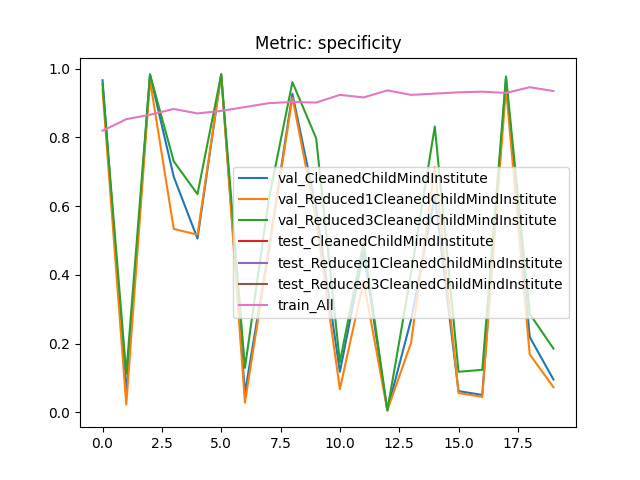 Metric: specificity
1.0
0.8
0.6
0.4
0.2
0.0
val_CleanedChildMindInstitute
val_Reduced1CleanedChildMindInstitute
val_Reduced3CleanedChildMindInstitute
test_CleanedChildMindInstitute
test_Reduced1CleanedChildMindInstitute
test_Reduced3CleanedChildMindInstitute
train_All
0.0 2.5 5.0 7.5 10.0 12.5 15.0 17.5